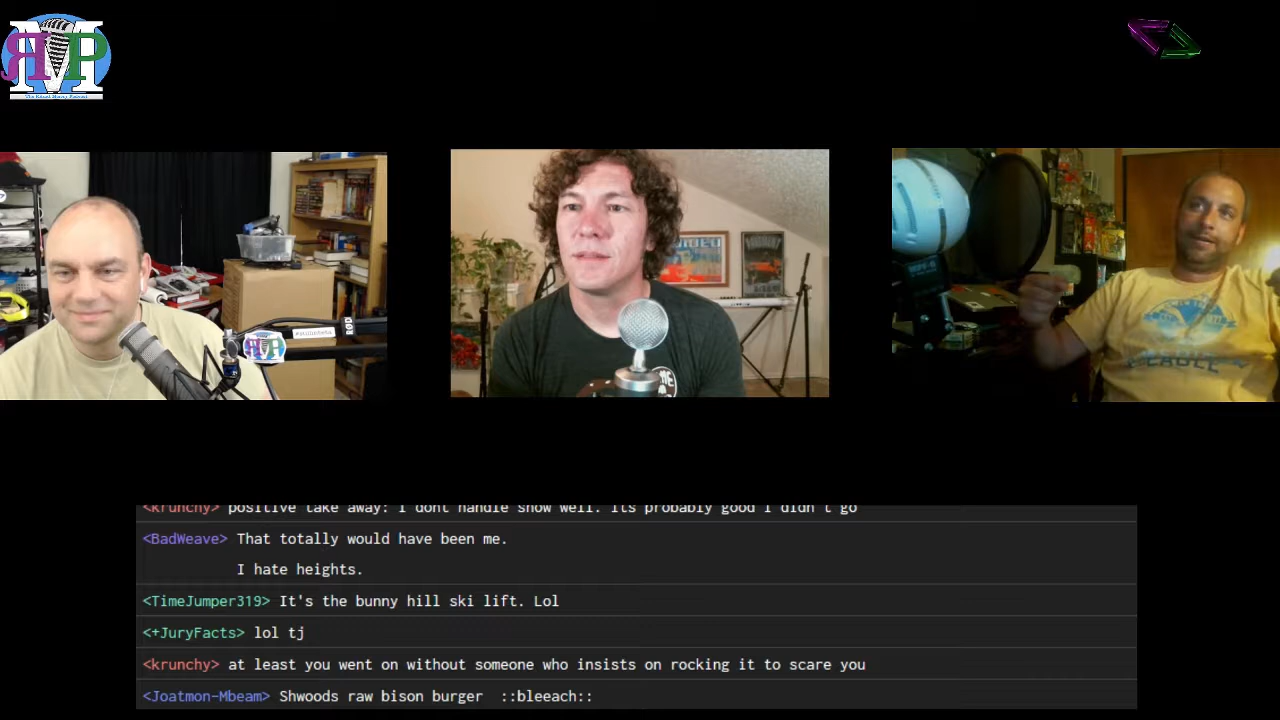 RMP
<krunchy> positive take away: I dont handle snow well. its probably good I didn't go
<BadWeave> That totally would have been me.
I hate heights.
<TimeJumper319> It's the bunny hill ski lift. Lol
<+JuryFacts> lol tj
<krunchy> at least you went on without someone who insists on rocking it to scare you
<Joatmon-Mbeam> Shwoods raw bison burger ::bleeach::